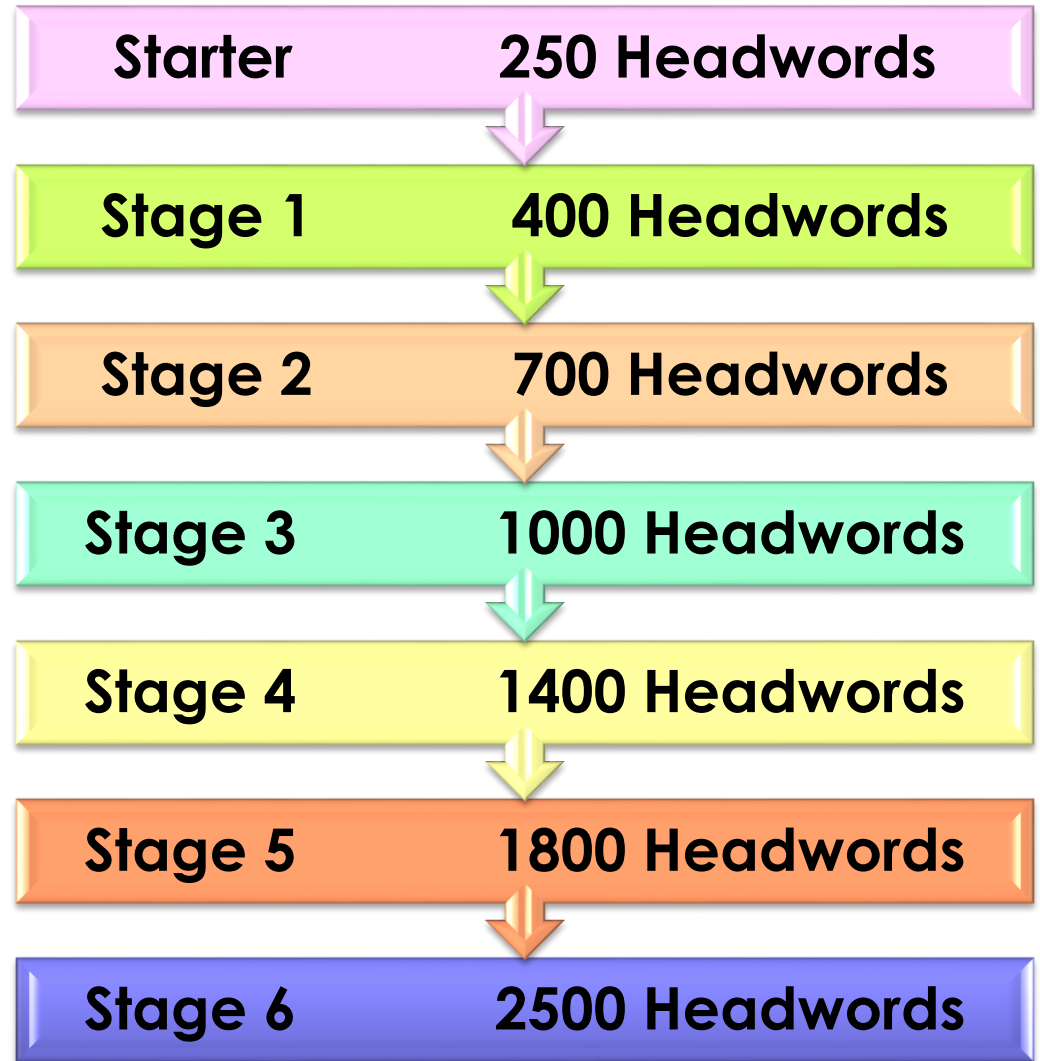 Starter 250 Headwords
Stage 1 400 Headwords
Stage 2 700 Headwords
Stage 3 1000 Headwords
Stage 4 1400 Headwords
Stage 5 1800 Headwords
Stage 6 2500 Headwords